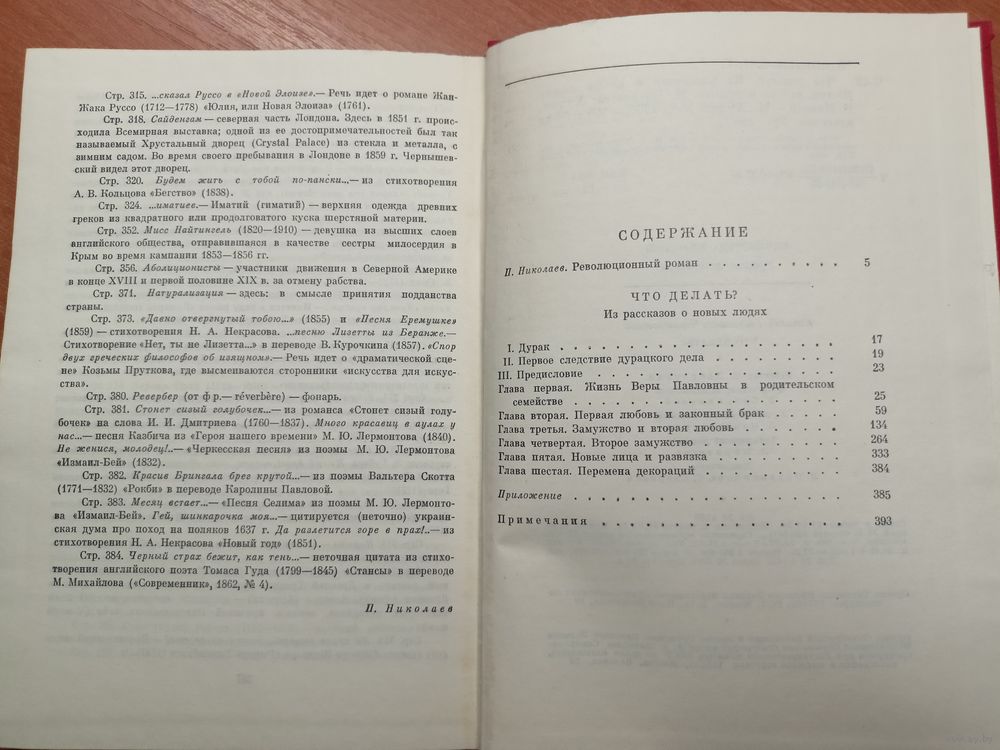 Стр. 315. ...сказал Руссо в «Новой Элоизе».— Речь идет о романе Жан-
Жака Руссо (1712—1778) «Юлия, или Новая Элоиза» (1761).
Стр. 318. Сайденгам — северная часть Лондона. Здесь в 1851 г. проис-
ходила Всемирная выставка; одной из ее достопримечательностей был так
называемый Хрустальный дворец (Crystal Palace) из стекла и металла, с
зимним садом. Во время своего пребывания в Лондоне в 1859 г. Чернышев-
ский видел этот дворец.
Стр. 320. Будем жить с тобой по-пански...— из стихотворения
А. В. Кольцова «Бегство» (1838).
Стр. 324. ...иматиев.— Иматий (гиматий) — верхняя одежда древних
греков из квадратного или продолговатого куска шерстяной материи.
Стр. 352. Мисс Найтингель (1820—1910) — девушка из высших слоев
английского общества, отправившаяся в качестве сестры милосердия в
Крым во время кампании 1853—1856 гг.
Стр. 356. Аболиционисты — участники движения в Северной Америке
в конце XVIII и первой половине XIX в. за отмену рабства.
Стр. 371. Натурализация — здесь: в смысле принятия подданства
страны.
Стр. 373. «Давно отвергнутый тобою...» (1855) и «Песня Еремушке»
(1859) — стихотворения Н. А. Некрасова. ...песню Лизетты из Беранже.—
Стихотворение «Нет, ты не Лизетта...» в переводе В. Курочкина (1857). «Спор
двух греческих философов об изящном».— Речь идет о «драматической сце-
не» Козьмы Пруткова, где высмеиваются сторонники «искусства для искус-
ства».
Стр. 380. Ревербер (от фр.— réverbère) — фонарь.
Стр. 381. Стонет сизый голубочек...— из романса «Стонет сизый голу-
бочек» на слова И. И. Дмитриева (1760—1837). Много красавиц в аулах у
нас...— песня Казбича из «Героя нашего времени» М. Ю. Лермонтова (1840).
Не женися, молодец!..— «Черкесская песня» из поэмы М. Ю. Лермонтова
«Измаил-Бей» (1832).
Стр. 382. Красив Брингала брег крутой...— из поэмы Вальтера Скотта
(1771—1832) «Рокби» в переводе Каролины Павловой.
Стр. 383. Месяц встает...— «Песня Селима» из поэмы М. Ю. Лермонто-
ва «Измаил-Бей». Гей, шинкарочка моя...— цитируется (неточно) украин-
ская дума про поход на поляков 1637 г. Да разлетится горе в прах!..— из
стихотворения Н. А. Некрасова «Новый год» (1851).
Стр. 384. Черный страх бежит, как тень...— неточная цитата из стихо-
творения английского поэта Томаса Гуда (1799—1845) «Стансы» в переводе
М. Михайлова («Современник», 1862, № 4).
П. Николаев
СОДЕРЖАНИЕ
П. Николаев. Революционный роман . . . . . . . . . . 5
ЧТО ДЕЛАТЬ?
Из рассказов о новых людях
I. Дурак . . . . . . . . . . . . . . . 17
II. Первое следствие дурацкого дела . . . . . . . . 19
III. Предисловие . . . . . . . . . . . . . 23
Глава первая. Жизнь Веры Павловны в родительском
семействе . . . . . . . . . . . . . . . 25
Глава вторая. Первая любовь и законный брак . . . . . 59
Глава третья. Замужство и вторая любовь . . . . . . . 134
Глава четвертая. Второе замужство . . . . . . . . . 264
Глава пятая. Новые лица и развязка . . . . . . . . 333
Глава шестая. Перемена декораций . . . . . . . . . 384
Приложение . . . . . . . . . . . . . . . 385
Примечания . . . . . . . . . . . . . . 393